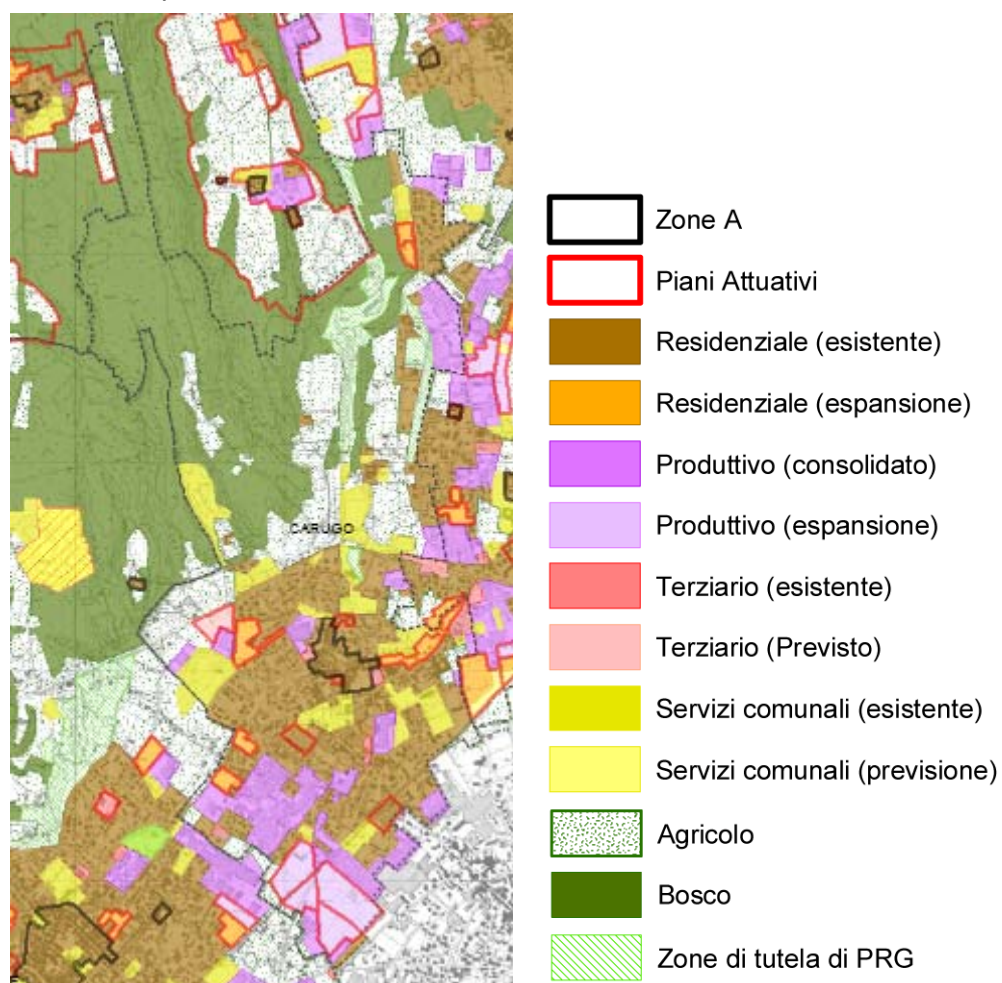 CARUGO
Zone A
Piani Attuativi
Residenziale (esistente)
Residenziale (espansione)
Produttivo (consolidato)
Produttivo (espansione)
Terziario (esistente)
Terziario (Previsto)
Servizi comunali (esistente)
Servizi comunali (previsione)
Agricolo
Bosco
Zone di tutela di PRG